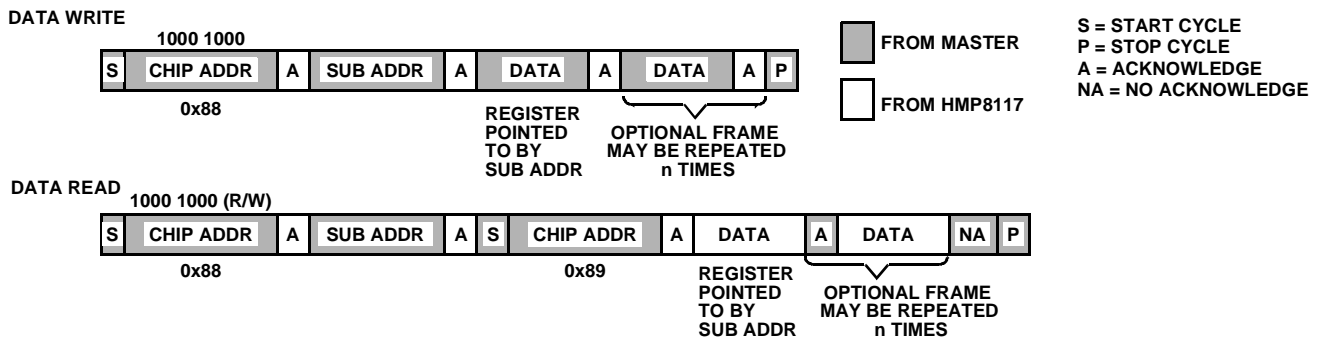 DATA WRITE
1000 1000
S CHIP ADDR A SUB ADDR A DATA A DATA A P
0x88
REGISTER
POINTED
TO BY
SUB ADDR
OPTIONAL FRAME
MAY BE REPEATED
n TIMES
FROM MASTER
FROM HMP8117
S = START CYCLE
P = STOP CYCLE
A = ACKNOWLEDGE
NA = NO ACKNOWLEDGE
DATA READ
1000 1000 (R/W)
S CHIP ADDR A SUB ADDR A S CHIP ADDR A DATA A DATA NA P
0x88
0x89
REGISTER
POINTED
TO BY
SUB ADDR
OPTIONAL FRAME
MAY BE REPEATED
n TIMES